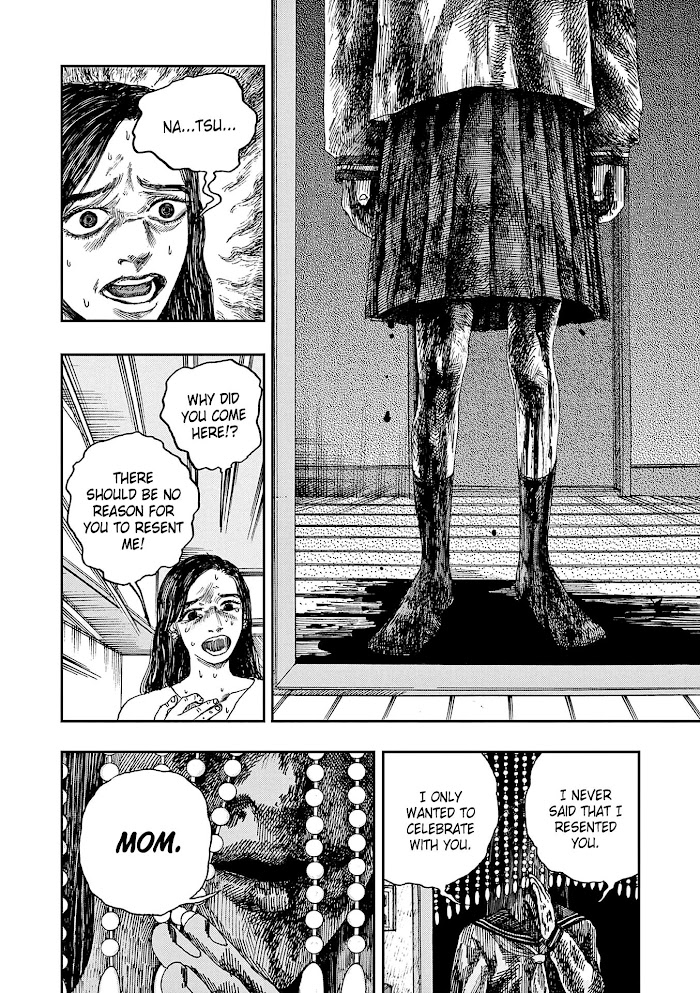 NA...TSU...
WHY DID
YOU COME
HERE!?
THERE
SHOULD BE NO
REASON FOR
YOU TO RESENT
ME!
I NEVER
SAID THAT I
RESENTED
YOU.
I ONLY
WANTED TO
CELEBRATE
WITH YOU.
MOM.